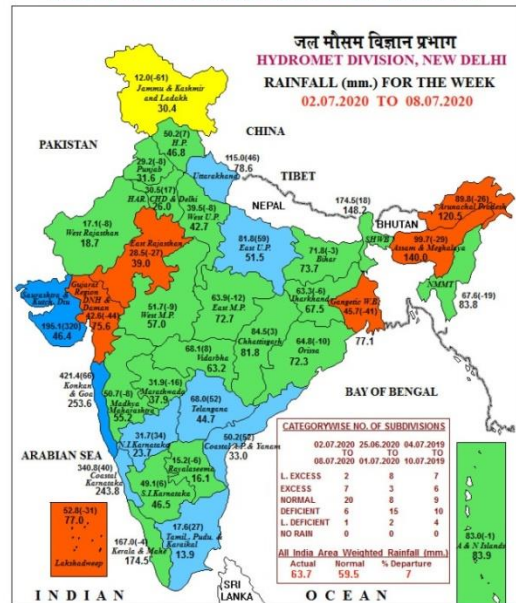 जल मौसम विज्ञान प्रभाग
HYDROMET DIVISION, NEW DELHI
RAINFALL (mm.) FOR THE WEEK
02.07.2020 TO 08.07.2020
12.0(-61)
Jammu & Kashmir
and Ladakh
30.4
PAKISTAN
CHINA
TIBET
NEPAL
BHUTAN
50.2(7)
H.P.
46.8
29.2(-8)
Punjab
31.6
115.0(46)
Uttarakhand
78.6
30.5(17)
HAR. CHD & Delhi
26.0
39.5(-8)
West U.P.
42.7
17.1(-8)
West Rajasthan
18.7
East Rajasthan
28.5(-27)
39.0
81.8(59)
East U.P.
51.5
174.5(18)
148.2
SHWB
89.8(-26)
Arunachal Pradesh
120.5
99.7(-29)
Assam & Meghalaya
140.0
NMMT
67.6(-19)
83.8
71.8(-3)
Bihar
73.7
Saurashtra &
Kutch, Diu
195.1(320)
46.4
Gujarat
Region
DNH &
Daman
42.6(-44)
75.6
51.7(-9)
West M.P.
57.0
63.9(-12)
East M.P.
72.7
63.3(-6)
Jharkhand
67.5
Gangetic W.B.
45.7(-41)
77.1
84.5(3)
Chhattisgarh
81.8
64.8(-10)
Orissa
72.3
68.1(8)
Vidarbha
63.2
421.4(66)
Konkan
& Goa
253.6
50.7(-8)
Madhya
Maharashtra
55.2
31.9(-16)
Marathwada
37.9
68.0(52)
Telangana
44.7
BAY OF BENGAL
31.7(34)
N.I.Karnataka
23.7
50.2(52)
Coastal A.P & Yanam
33.0
ARABIAN SEA
340.8(40)
Coastal
Karnataka
243.8
15.2(-6)
Rayalaseema
16.1
49.1(6)
S.I.Karnataka
46.5
17.6(27)
Tamil, Pudu. &
Karaikal
13.9
167.0(-4)
Kerala & Mahe
174.5
52.8(-31)
77.0
Lakshadweep
83.0(-1)
A & N Islands
83.9
CATEGORYWISE NO. OF SUBDIVISIONS
02.07.2020 25.06.2020 04.07.2019
TO TO TO
08.07.2020 01.07.2020 10.07.2019
L. EXCESS 2 8 7
EXCESS 7 3 6
NORMAL 20 8 9
DEFICIENT 6 15 10
L. DEFICIENT 1 2 4
NO RAIN 0 0 0
All India Area Weighted Rainfall (mm.)
Actual Normal % Departure
63.7 59.5 7
SRI
LANKA
INDIAN OCEAN